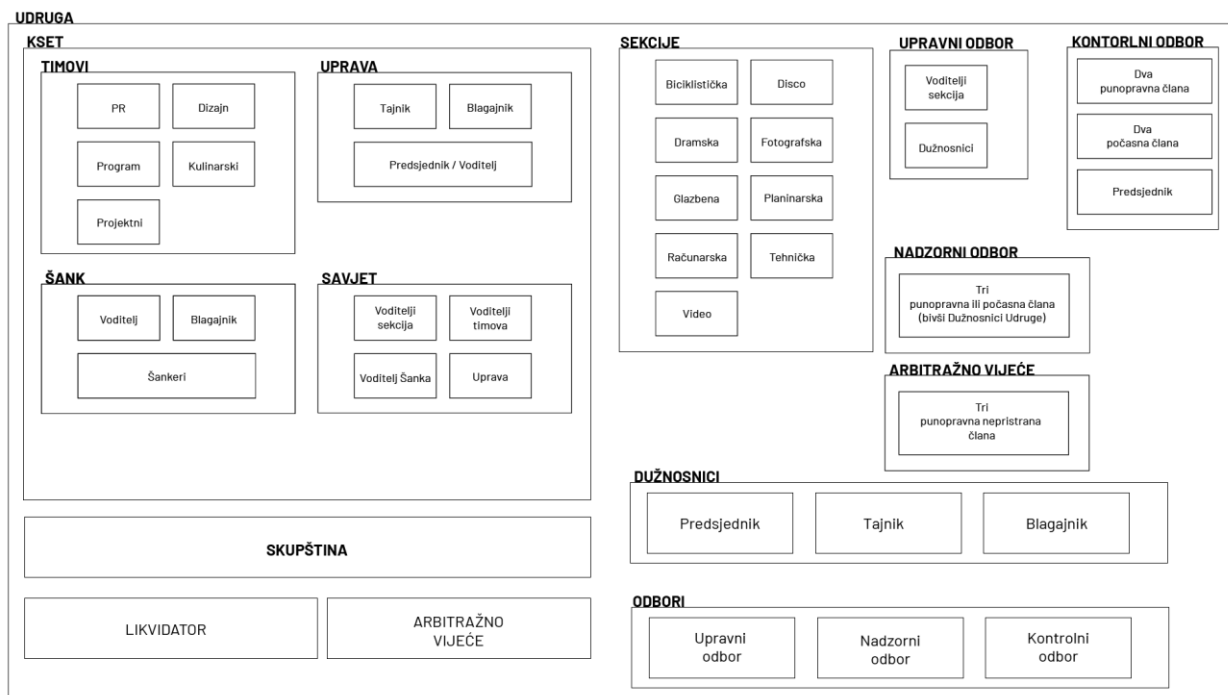 UDRUGA
KSET
TIMOVI
PR
Dizajn
Program
Kulinarski
Projektni
UPRAVA
Tajnik
Blagajnik
Predsjednik / Voditelj
ŠANK
Voditelj
Blagajnik
Šankeri
SAVJET
Voditelji
sekcija
Voditelji
timova
Voditelj Šanka
Uprava
SKUPŠTINA
LIKVIDATOR
ARBITRAŽNO
VIJEĆE
SEKCIJE
Biciklistička
Disco
Dramska
Fotografska
Glazbena
Planinarska
Računarska
Tehnička
Video
UPRAVNI ODBOR
Voditelji
sekcija
Dužnosnici
KONTORLNI ODBOR
Dva
punopravna člana
Dva
počasna člana
Predsjednik
NADZORNI ODBOR
Tri
punopravna ili počasna člana
(bivši Dužnosnici Udruge)
ARBITRAŽNO VIJEĆE
Tri
punopravna nepristrana
člana
DUŽNOSNICI
Predsjednik
Tajnik
Blagajnik
ODBORI
Upravni
odbor
Nadzorni
odbor
Kontrolni
odbor